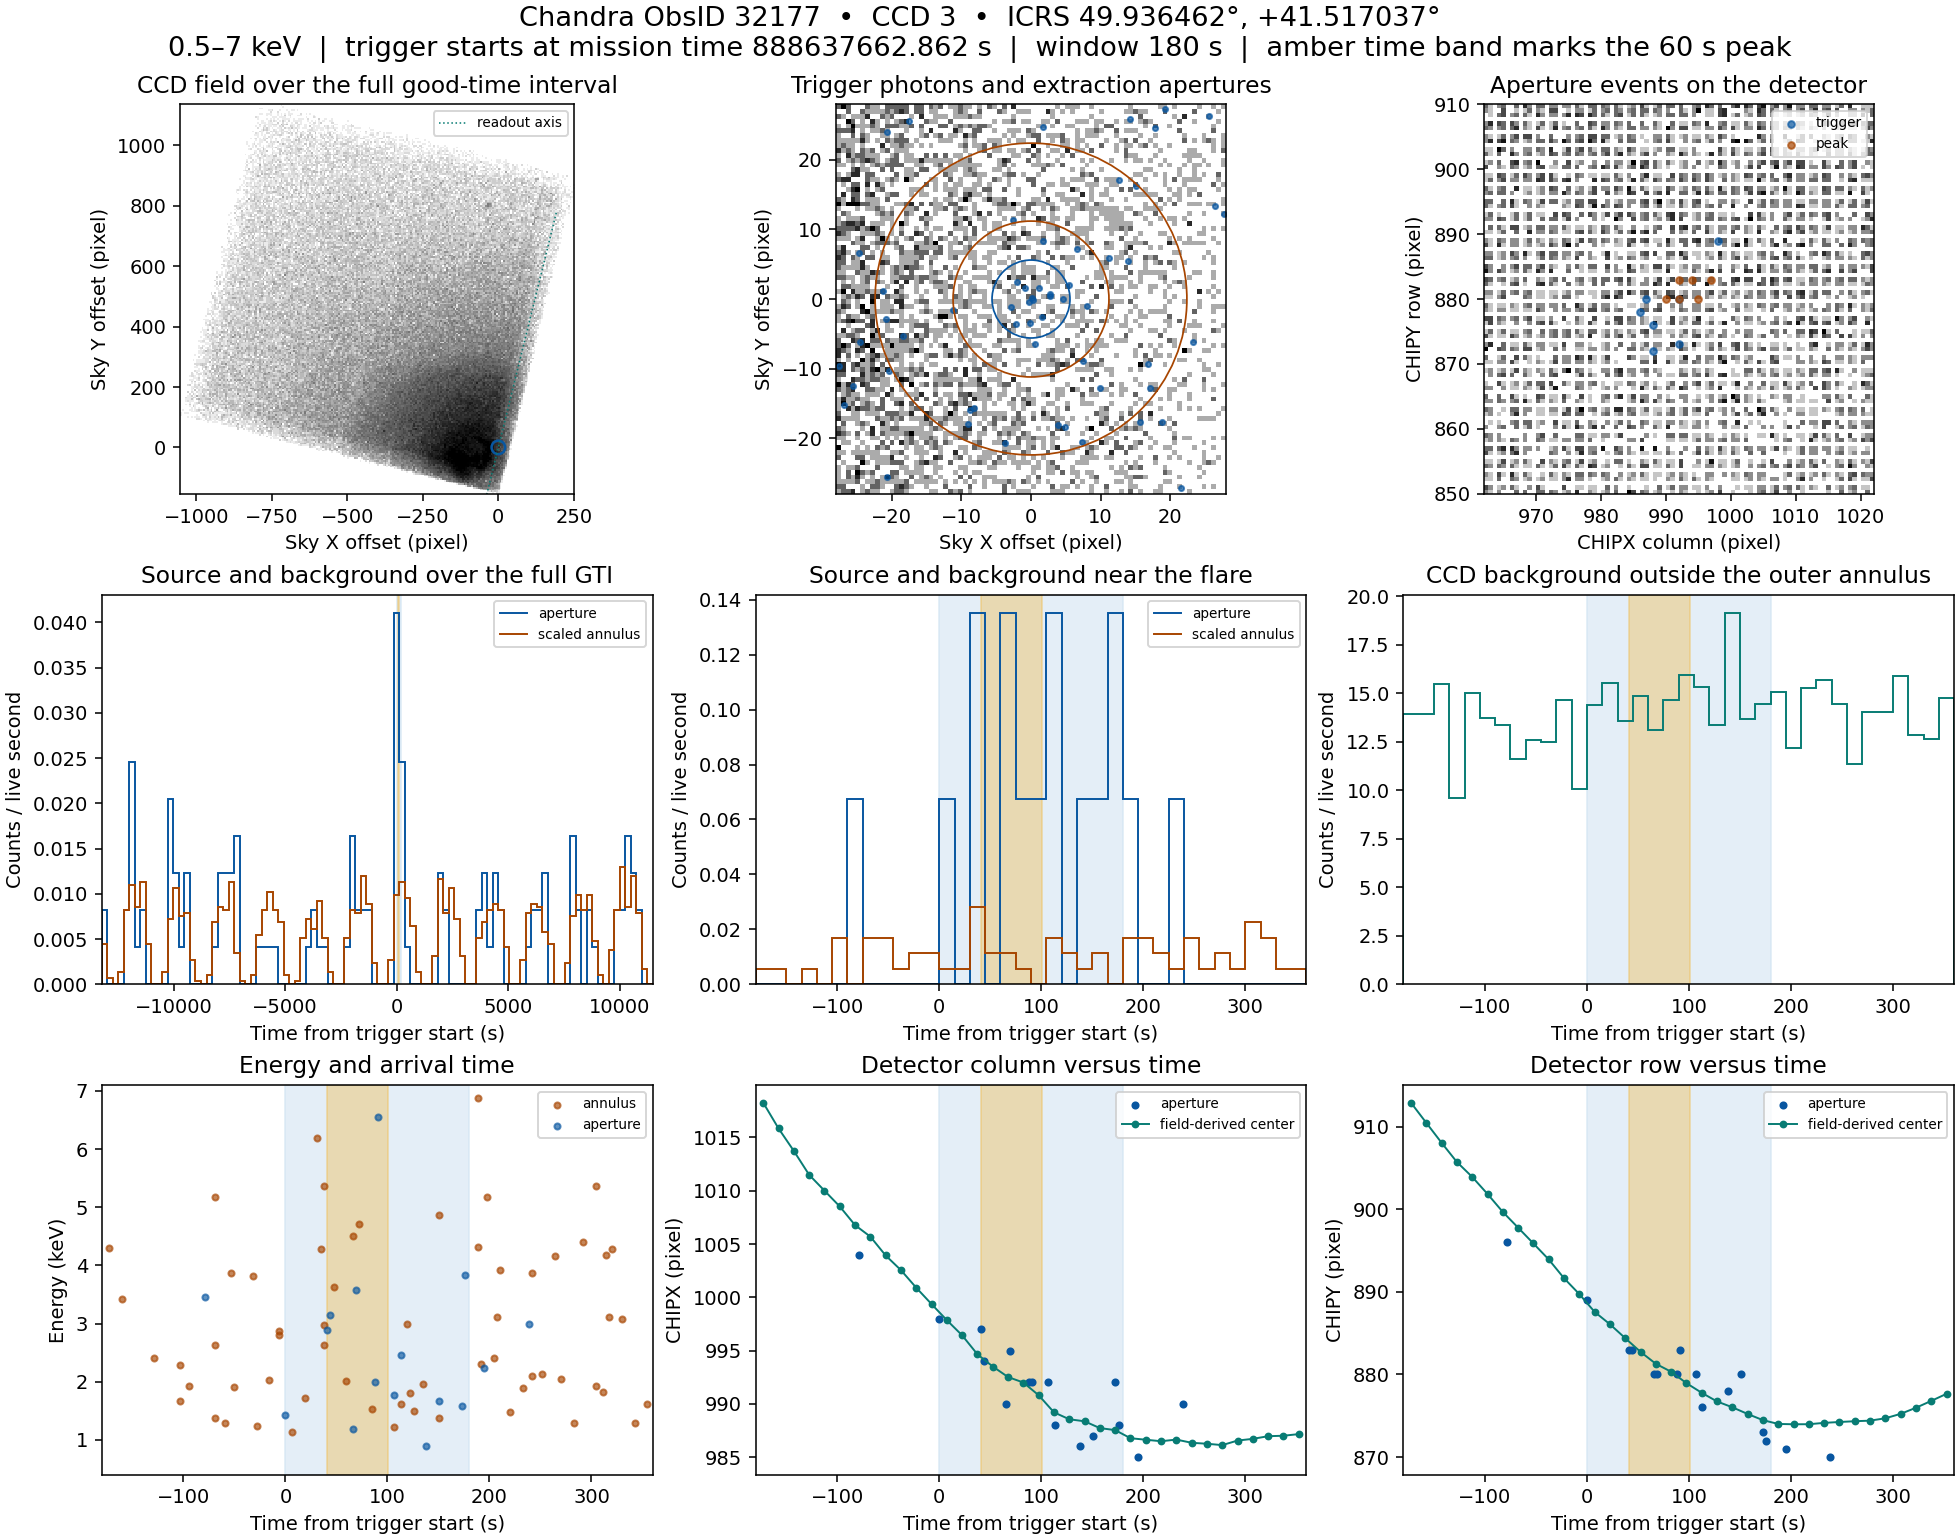 Chandra ObsID 32177 • CCD 3 • ICRS 49.936462°, +41.517037°
0.5–7 keV | trigger starts at mission time 888637662.862 s | window 180 s | amber time band marks the 60 s peak
CCD field over the full good-time interval
readout axis
1000
800
600
400
200
0
Sky Y offset (pixel)
−1000 −750 −500 −250 0 250
Sky X offset (pixel)
Trigger photons and extraction apertures
20
10
0
−10
−20
Sky Y offset (pixel)
−20 −10 0 10 20
Sky X offset (pixel)
Aperture events on the detector
trigger
peak
910
900
890
880
870
860
850
CHIPY row (pixel)
970 980 990 1000 1010 1020
CHIPX column (pixel)
Source and background over the full GTI
aperture
scaled annulus
0.040
0.035
0.030
0.025
0.020
0.015
0.010
0.005
0.000
Counts / live second
−10000 −5000 0 5000 10000
Time from trigger start (s)
Source and background near the flare
aperture
scaled annulus
0.14
0.12
0.10
0.08
0.06
0.04
0.02
0.00
Counts / live second
−100 0 100 200 300
Time from trigger start (s)
CCD background outside the outer annulus
20.0
17.5
15.0
12.5
10.0
7.5
5.0
2.5
0.0
Counts / live second
−100 0 100 200 300
Time from trigger start (s)
Energy and arrival time
annulus
aperture
7
6
5
4
3
2
1
Energy (keV)
−100 0 100 200 300
Time from trigger start (s)
Detector column versus time
aperture
field-derived center
1015
1010
1005
1000
995
990
985
CHIPX (pixel)
−100 0 100 200 300
Time from trigger start (s)
Detector row versus time
aperture
field-derived center
910
900
890
880
870
CHIPY (pixel)
−100 0 100 200 300
Time from trigger start (s)